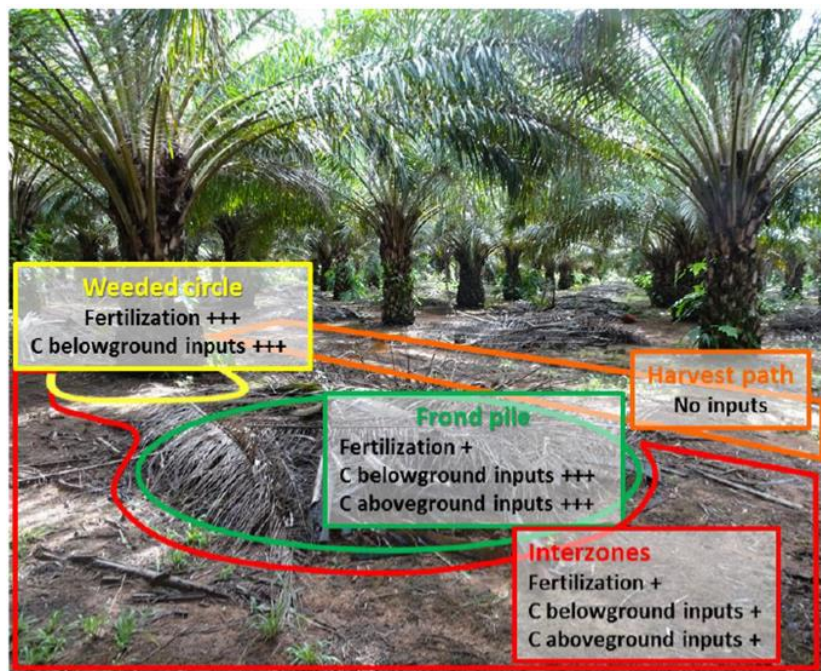 Weeded circle
Fertilization +++
C belowground inputs +++
Harvest path
No inputs
Frond pile
Fertilization +
C belowground inputs +++
C aboveground inputs +++
Interzones
Fertilization +
C belowground inputs +
C aboveground inputs +